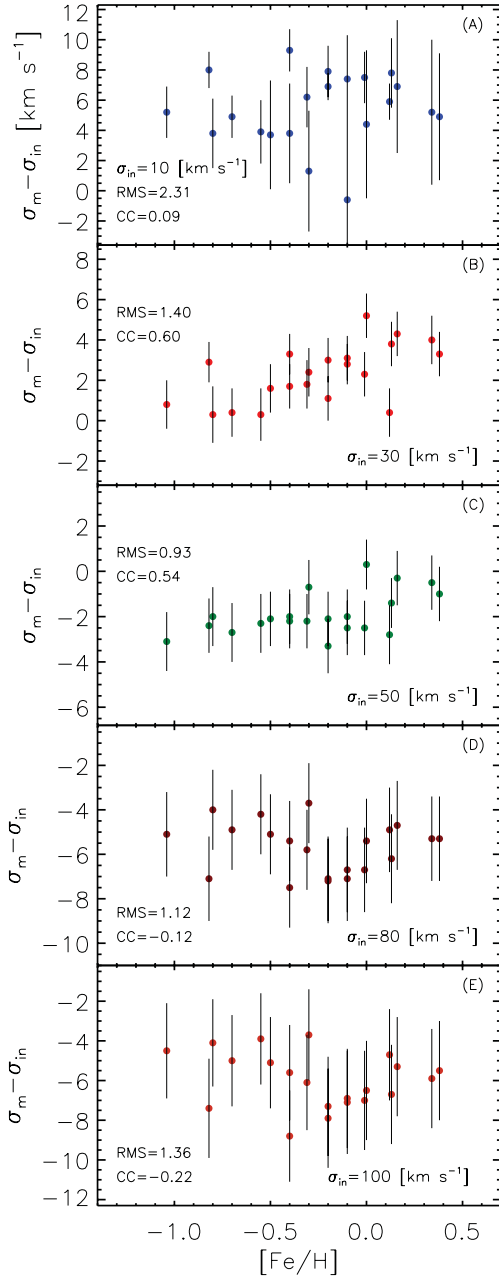 (A)
12
10
8
6
4
2
0
−2
σm−σin [km s−1]
σin=10 [km s−1]
RMS=2.31
CC=0.09
(B)
8
6
4
2
0
−2
σm−σin
RMS=1.40
CC=0.60
σin=30 [km s−1]
(C)
2
0
−2
−4
−6
σm−σin
RMS=0.93
CC=0.54
σin=50 [km s−1]
(D)
−2
−4
−6
−8
−10
σm−σin
RMS=1.12
CC=−0.12
σin=80 [km s−1]
(E)
−2
−4
−6
−8
−10
−12
σm−σin
RMS=1.36
CC=−0.22
σin=100 [km s−1]
−1.0 −0.5 0.0 0.5
[Fe/H]